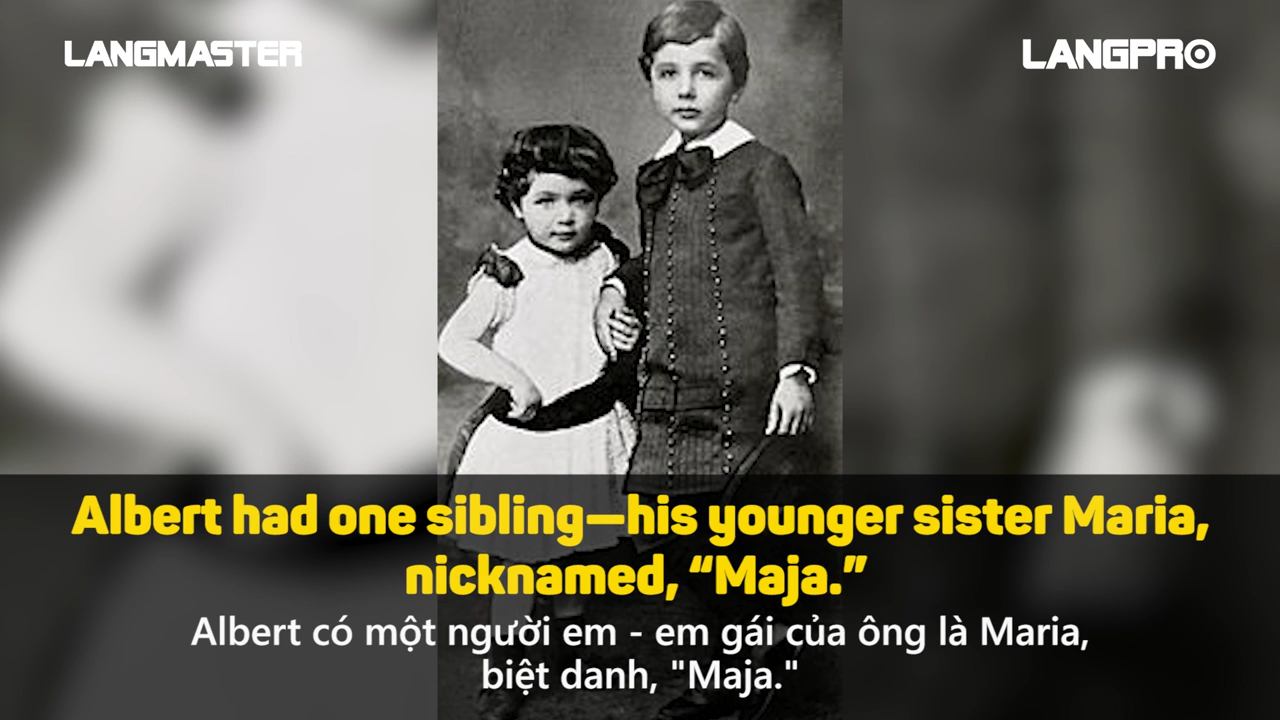 LANGMASTER
LANGPRO
Albert had one sibling—his younger sister Maria,
nicknamed, “Maja.”
Albert có một người em - em gái của ông là Maria,
biệt danh, "Maja."